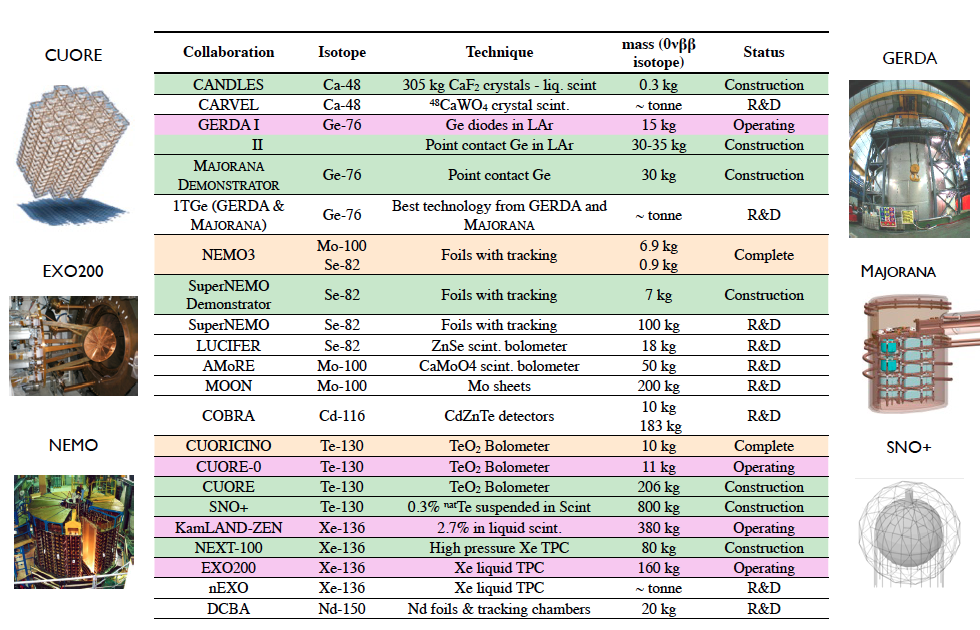 CUORE
EXO200
NEMO
Collaboration Isotope Technique mass (0νββ isotope) Status
CANDLES Ca-48 305 kg CaF₂ crystals - liq. scint 0.3 kg Construction
CARVEL Ca-48 ⁴⁸CaWO₄ crystal scint. ~ tonne R&D
GERDA I Ge-76 Ge diodes in LAr 15 kg Operating
II Point contact Ge in LAr 30-35 kg Construction
MAJORANA DEMONSTRATOR Ge-76 Point contact Ge 30 kg Construction
1TGe (GERDA & MAJORANA) Ge-76 Best technology from GERDA and MAJORANA ~ tonne R&D
NEMO3 Mo-100 Se-82 Foils with tracking 6.9 kg 0.9 kg Complete
SuperNEMO Demonstrator Se-82 Foils with tracking 7 kg Construction
SuperNEMO Se-82 Foils with tracking 100 kg R&D
LUCIFER Se-82 ZnSe scint. bolometer 18 kg R&D
AMoRE Mo-100 CaMoO4 scint. bolometer 50 kg R&D
MOON Mo-100 Mo sheets 200 kg R&D
COBRA Cd-116 CdZnTe detectors 10 kg 183 kg R&D
CUORICINO Te-130 TeO₂ Bolometer 10 kg Complete
CUORE-0 Te-130 TeO₂ Bolometer 11 kg Operating
CUORE Te-130 TeO₂ Bolometer 206 kg Construction
SNO+ Te-130 0.3% ⁿᵃᵗTe suspended in Scint 800 kg Construction
KamLAND-ZEN Xe-136 2.7% in liquid scint. 380 kg Operating
NEXT-100 Xe-136 High pressure Xe TPC 80 kg Construction
EXO200 Xe-136 Xe liquid TPC 160 kg Operating
nEXO Xe-136 Xe liquid TPC ~ tonne R&D
DCBA Nd-150 Nd foils & tracking chambers 20 kg R&D
GERDA
MAJORANA
SNO+